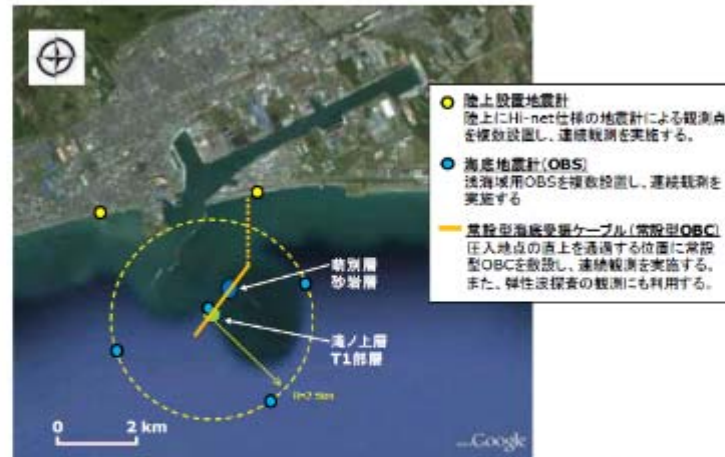 陸上設置地震計
陸上にHi-net仕様の地震計による観測点
を複数設置し、連続観測を実施する。
海底地震計(OBS)
浅海域用OBSを複数設置し、連続観測を
実施する
常設型海底受振ケーブル(常設型OBC)
圧入地点の直上を通過する位置に常設
型OBCを敷設し、連続観測を実施する。
また、弾性波探査の観測にも利用する。
萌別層
砂岩層
滝ノ上層
T1部層
0 2 km
Google